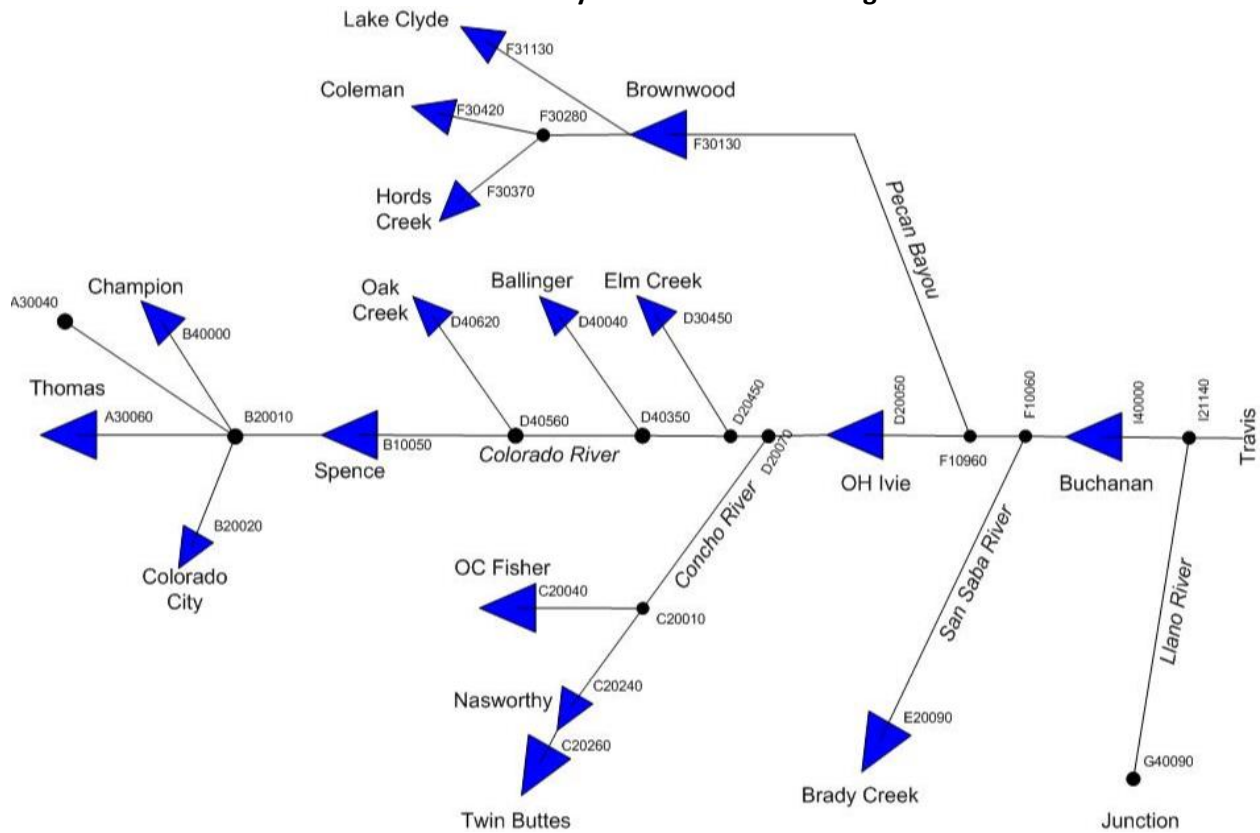 Lake Clyde
F31130
Coleman
F30420
F30280
Brownwood
F30130
Hords
Creek
F30370
Pecan Bayou
Champion
A30040
B40000
Oak
Creek
D40620
Ballinger
D40040
Elm Creek
D30450
Thomas
A30060
B20010
Spence
B10050
D40560
Colorado River
D40350
D20450
D20070
OH Ivie
D20050
F10960
F10060
Buchanan
I40000
I21140
Travis
B20020
Colorado
City
OC Fisher
C20040
C20010
Concho River
San Saba River
Llano River
Nasworthy
C20240
C20260
Twin Buttes
E20090
Brady Creek
G40090
Junction